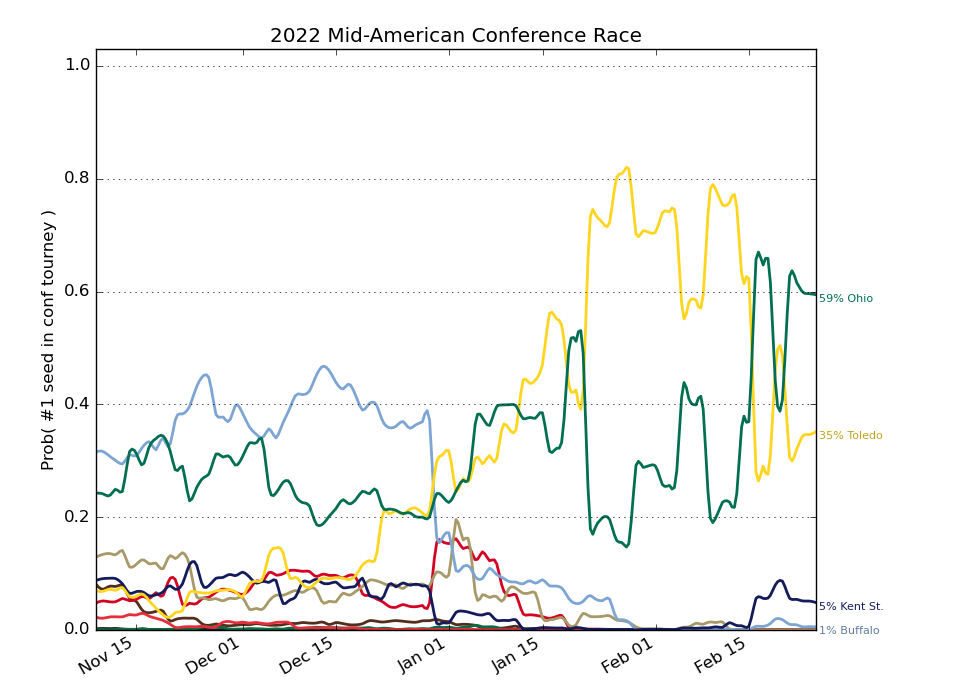 2022 Mid-American Conference Race
Prob( #1 seed in conf tourney )
1.0
0.8
0.6
0.4
0.2
0.0
59% Ohio
35% Toledo
5% Kent St.
1% Buffalo
Nov 15
Dec 01
Dec 15
Jan 01
Jan 15
Feb 01
Feb 15